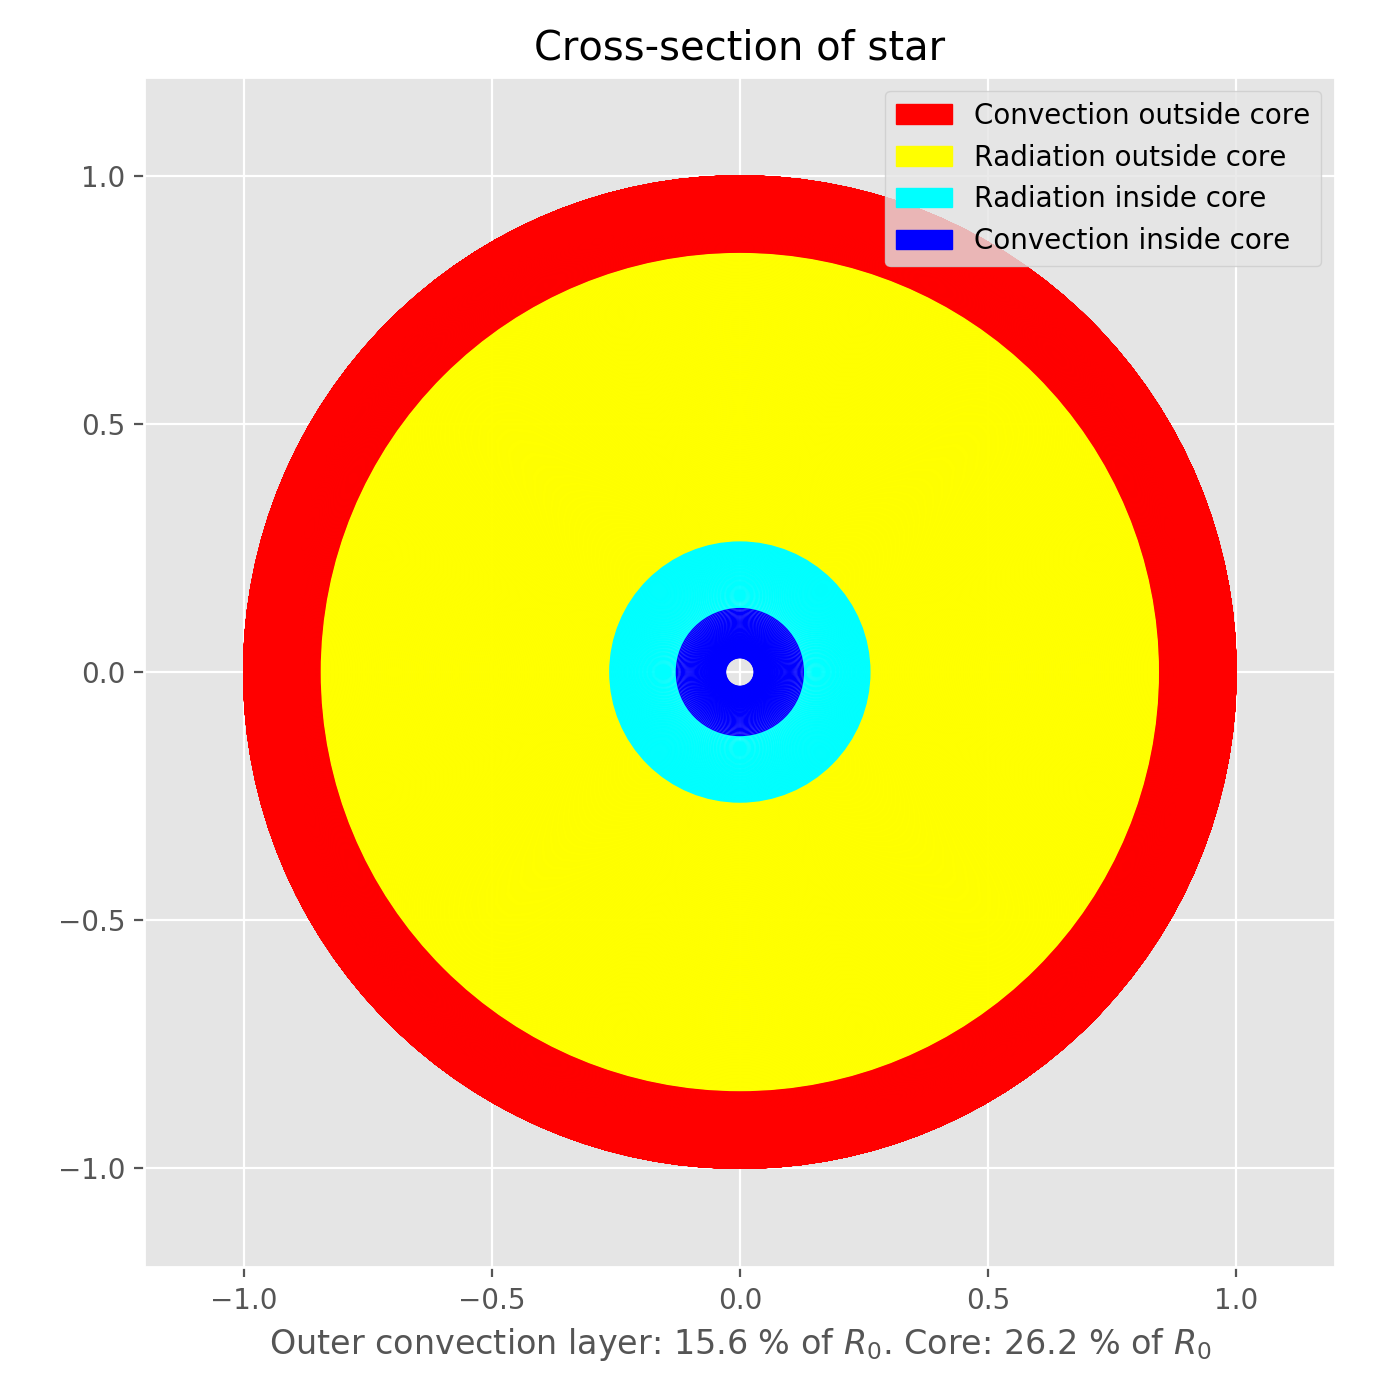 Cross-section of star
Convection outside core
Radiation outside core
Radiation inside core
Convection inside core
1.0
0.5
0.0
−0.5
−1.0
−1.0 −0.5 0.0 0.5 1.0
Outer convection layer: 15.6 % of R₀. Core: 26.2 % of R₀